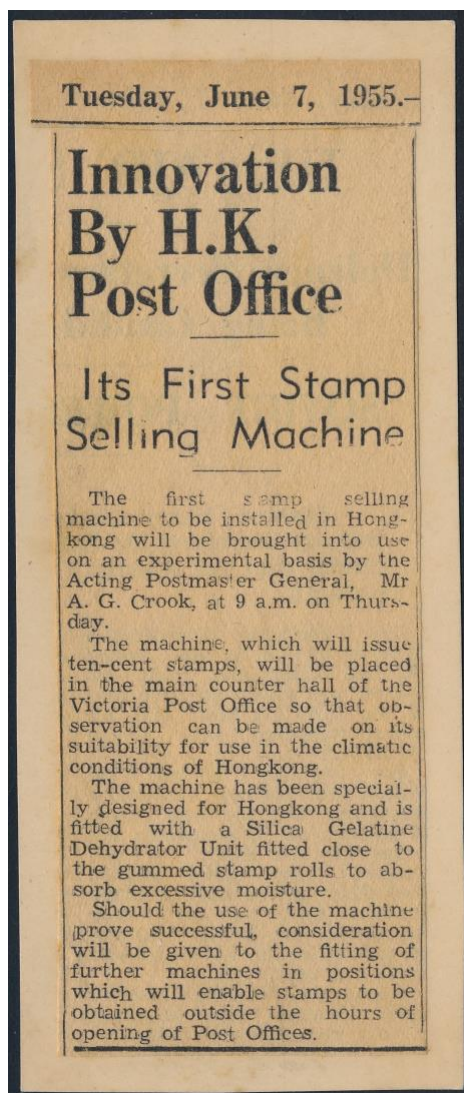 Tuesday, June 7, 1955.—
Innovation
By H.K.
Post Office
Its First Stamp
Selling Machine
The first stamp selling
machine to be installed in Hong-
kong will be brought into use
on an experimental basis by the
Acting Postmaster General, Mr
A. G. Crook, at 9 a.m. on Thurs-
day.
The machine, which will issue
ten-cent stamps, will be placed
in the main counter hall of the
Victoria Post Office so that ob-
servation can be made on its
suitability for use in the climatic
conditions of Hongkong.
The machine has been special-
ly designed for Hongkong and is
fitted with a Silica Gelatine
Dehydrator Unit fitted close to
the gummed stamp rolls to ab-
sorb excessive moisture.
Should the use of the machine
prove successful, consideration
will be given to the fitting of
further machines in positions
which will enable stamps to be
obtained outside the hours of
opening of Post Offices.